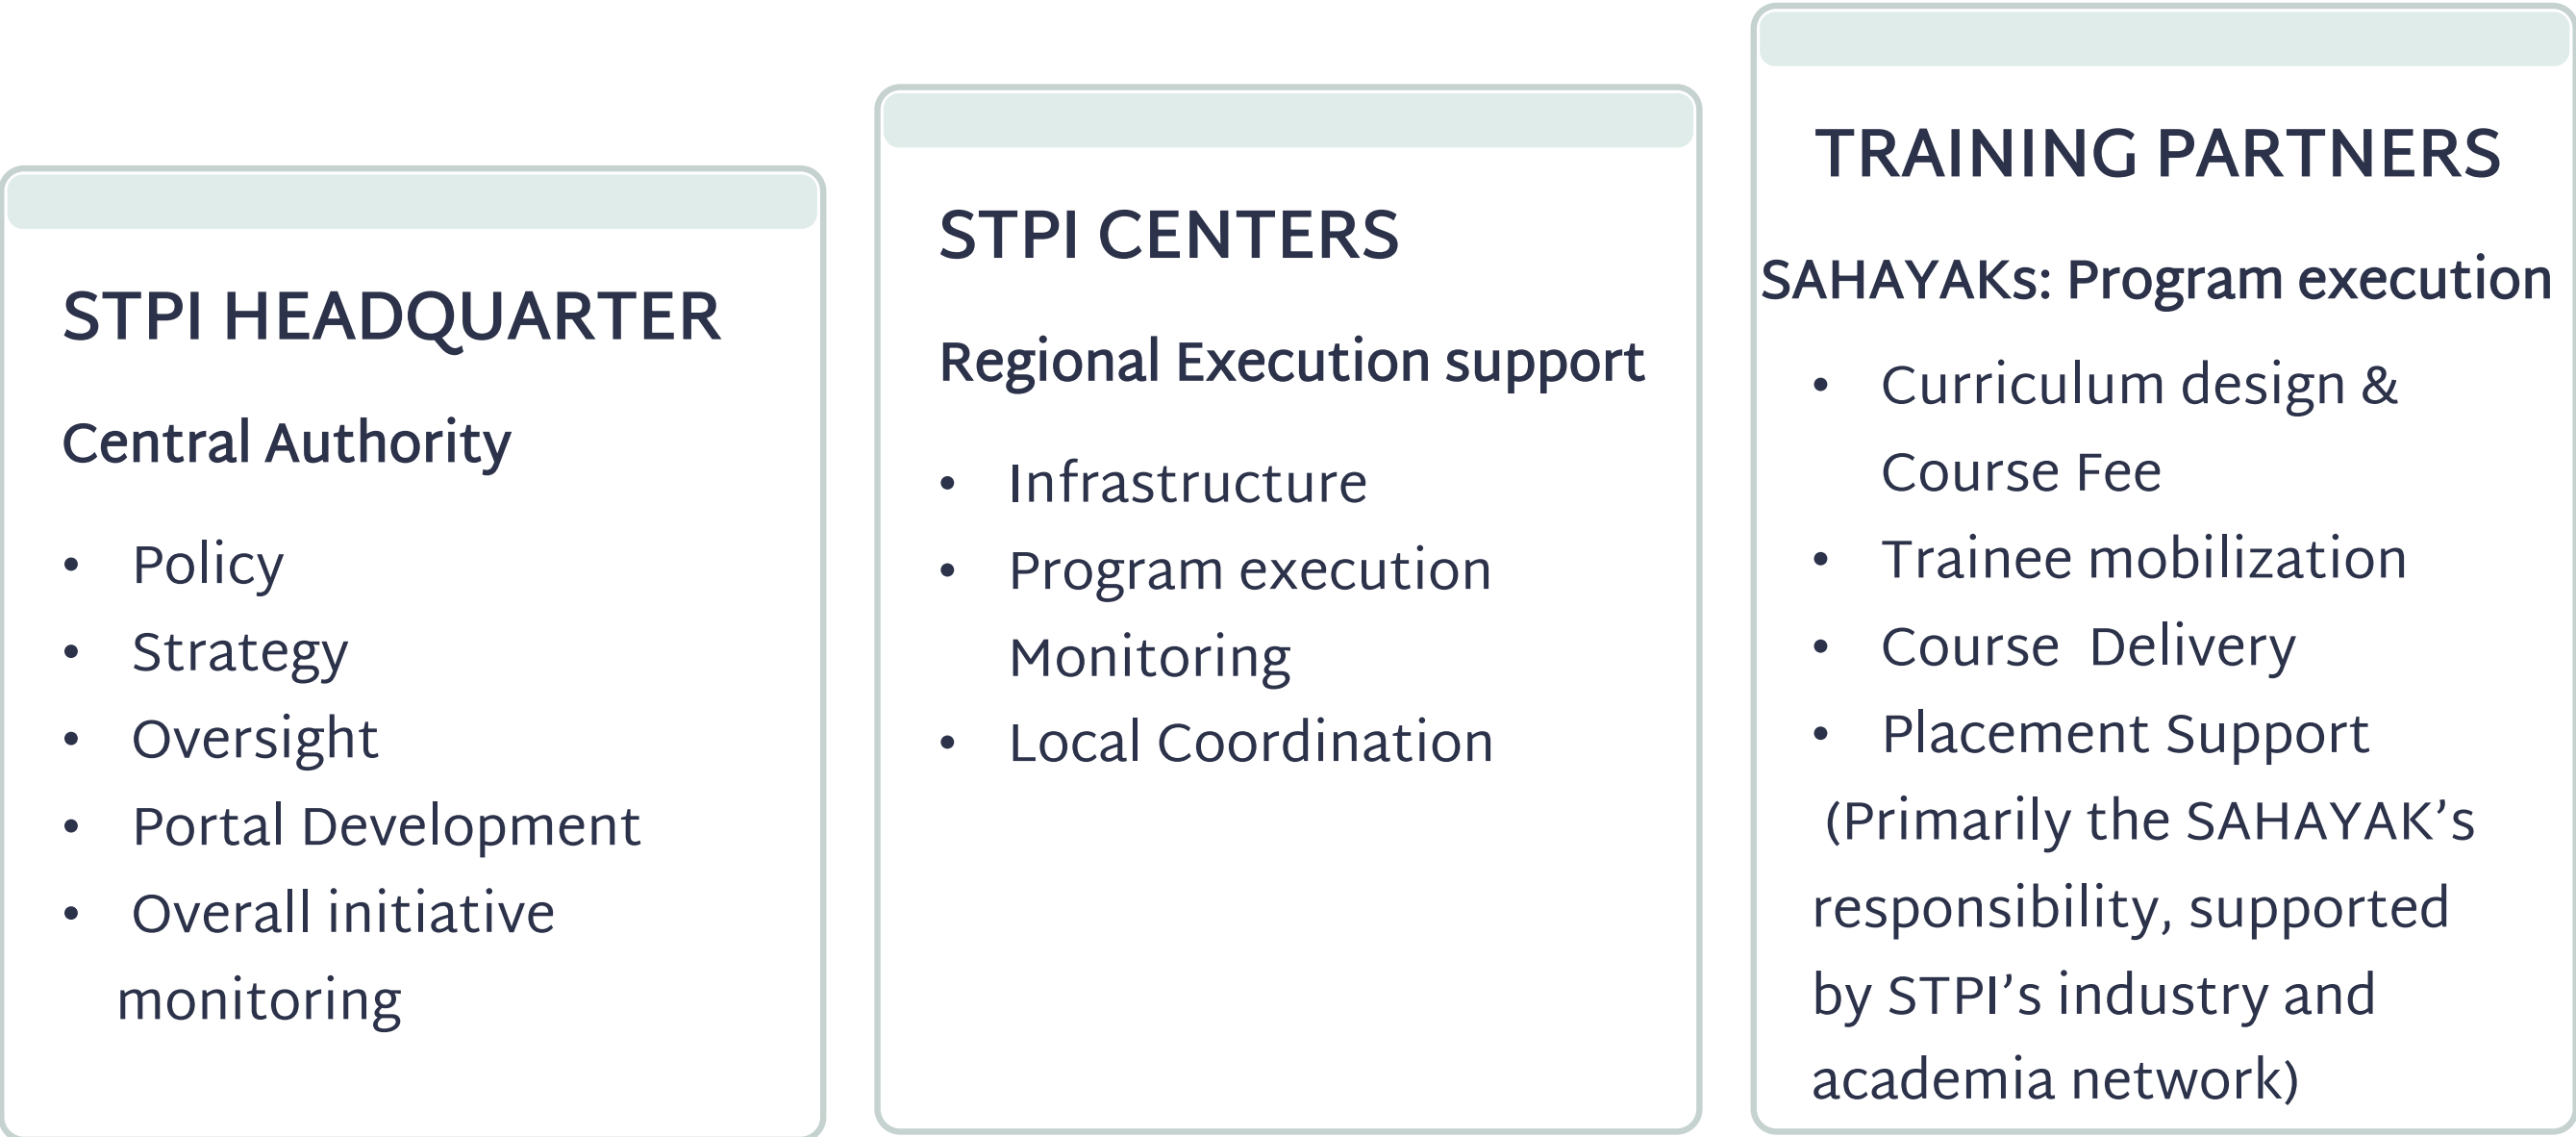 STPI HEADQUARTER
Central Authority
• Policy
• Strategy
• Oversight
• Portal Development
• Overall initiative
monitoring
STPI CENTERS
Regional Execution support
• Infrastructure
• Program execution
Monitoring
• Local Coordination
TRAINING PARTNERS
SAHAYAKs: Program execution
• Curriculum design &
Course Fee
• Trainee mobilization
• Course Delivery
• Placement Support
(Primarily the SAHAYAK’s
responsibility, supported
by STPI’s industry and
academia network)